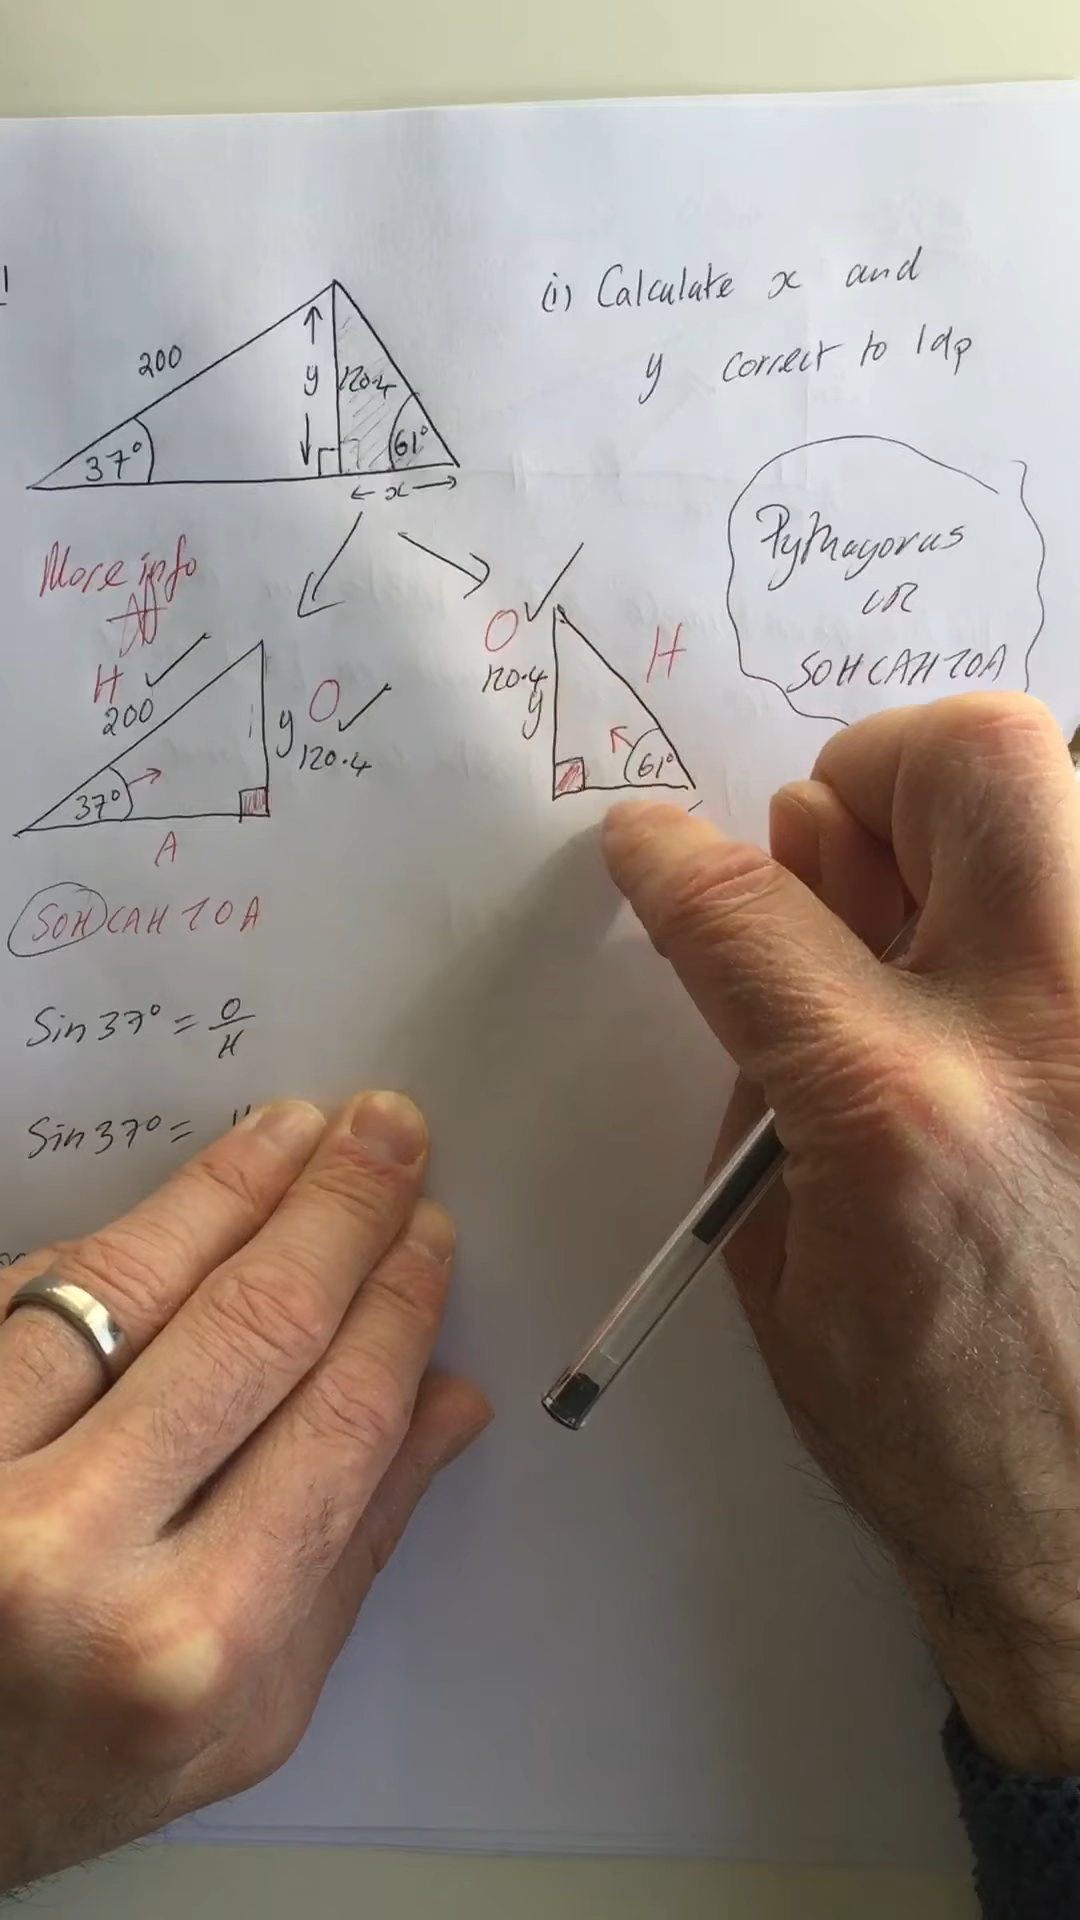 (i) Calculate x and
y correct to 1dp
200
y
120.4
37°
61°
x
Pythagorus
OR
SOHCAHTOA
More info
H
200
y
O
120.4
37°
A
O
120.4
y
H
61°
SOHCAHTOA
Sin 37° = O/H
Sin 37° =